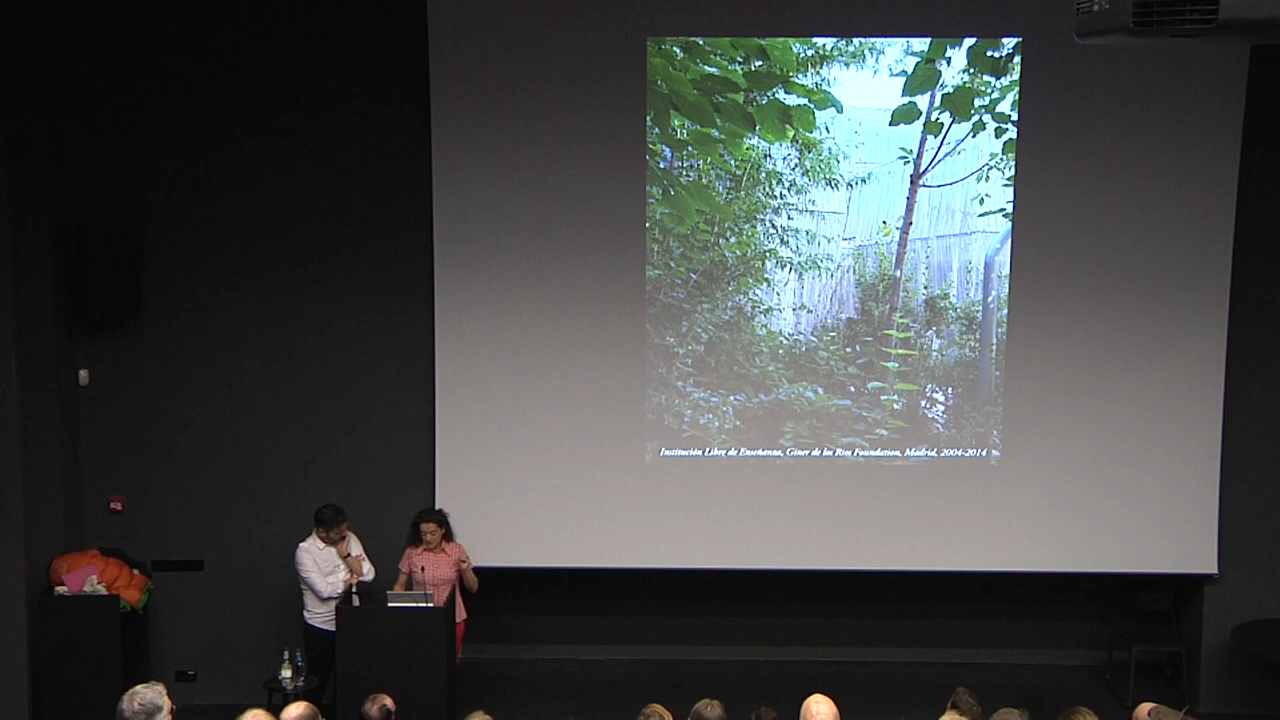 Institución Libre de Enseñanza, Giner de los Ríos Foundation, Madrid, 2004-2014